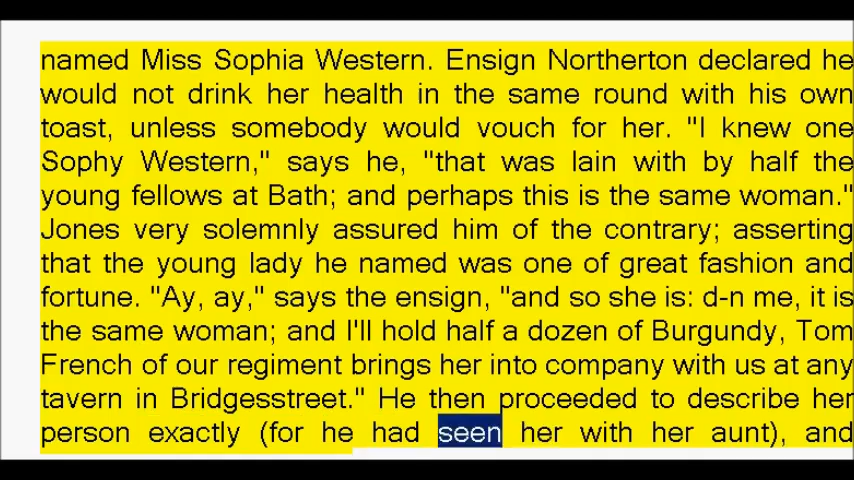 named Miss Sophia Western. Ensign Northerton declared he
would not drink her health in the same round with his own
toast, unless somebody would vouch for her. "I knew one
Sophy Western," says he, "that was lain with by half the
young fellows at Bath; and perhaps this is the same woman."
Jones very solemnly assured him of the contrary; asserting
that the young lady he named was one of great fashion and
fortune. "Ay, ay," says the ensign, "and so she is: d-n me, it is
the same woman; and I'll hold half a dozen of Burgundy, Tom
French of our regiment brings her into company with us at any
tavern in Bridgesstreet." He then proceeded to describe her
person exactly (for he had seen her with her aunt), and